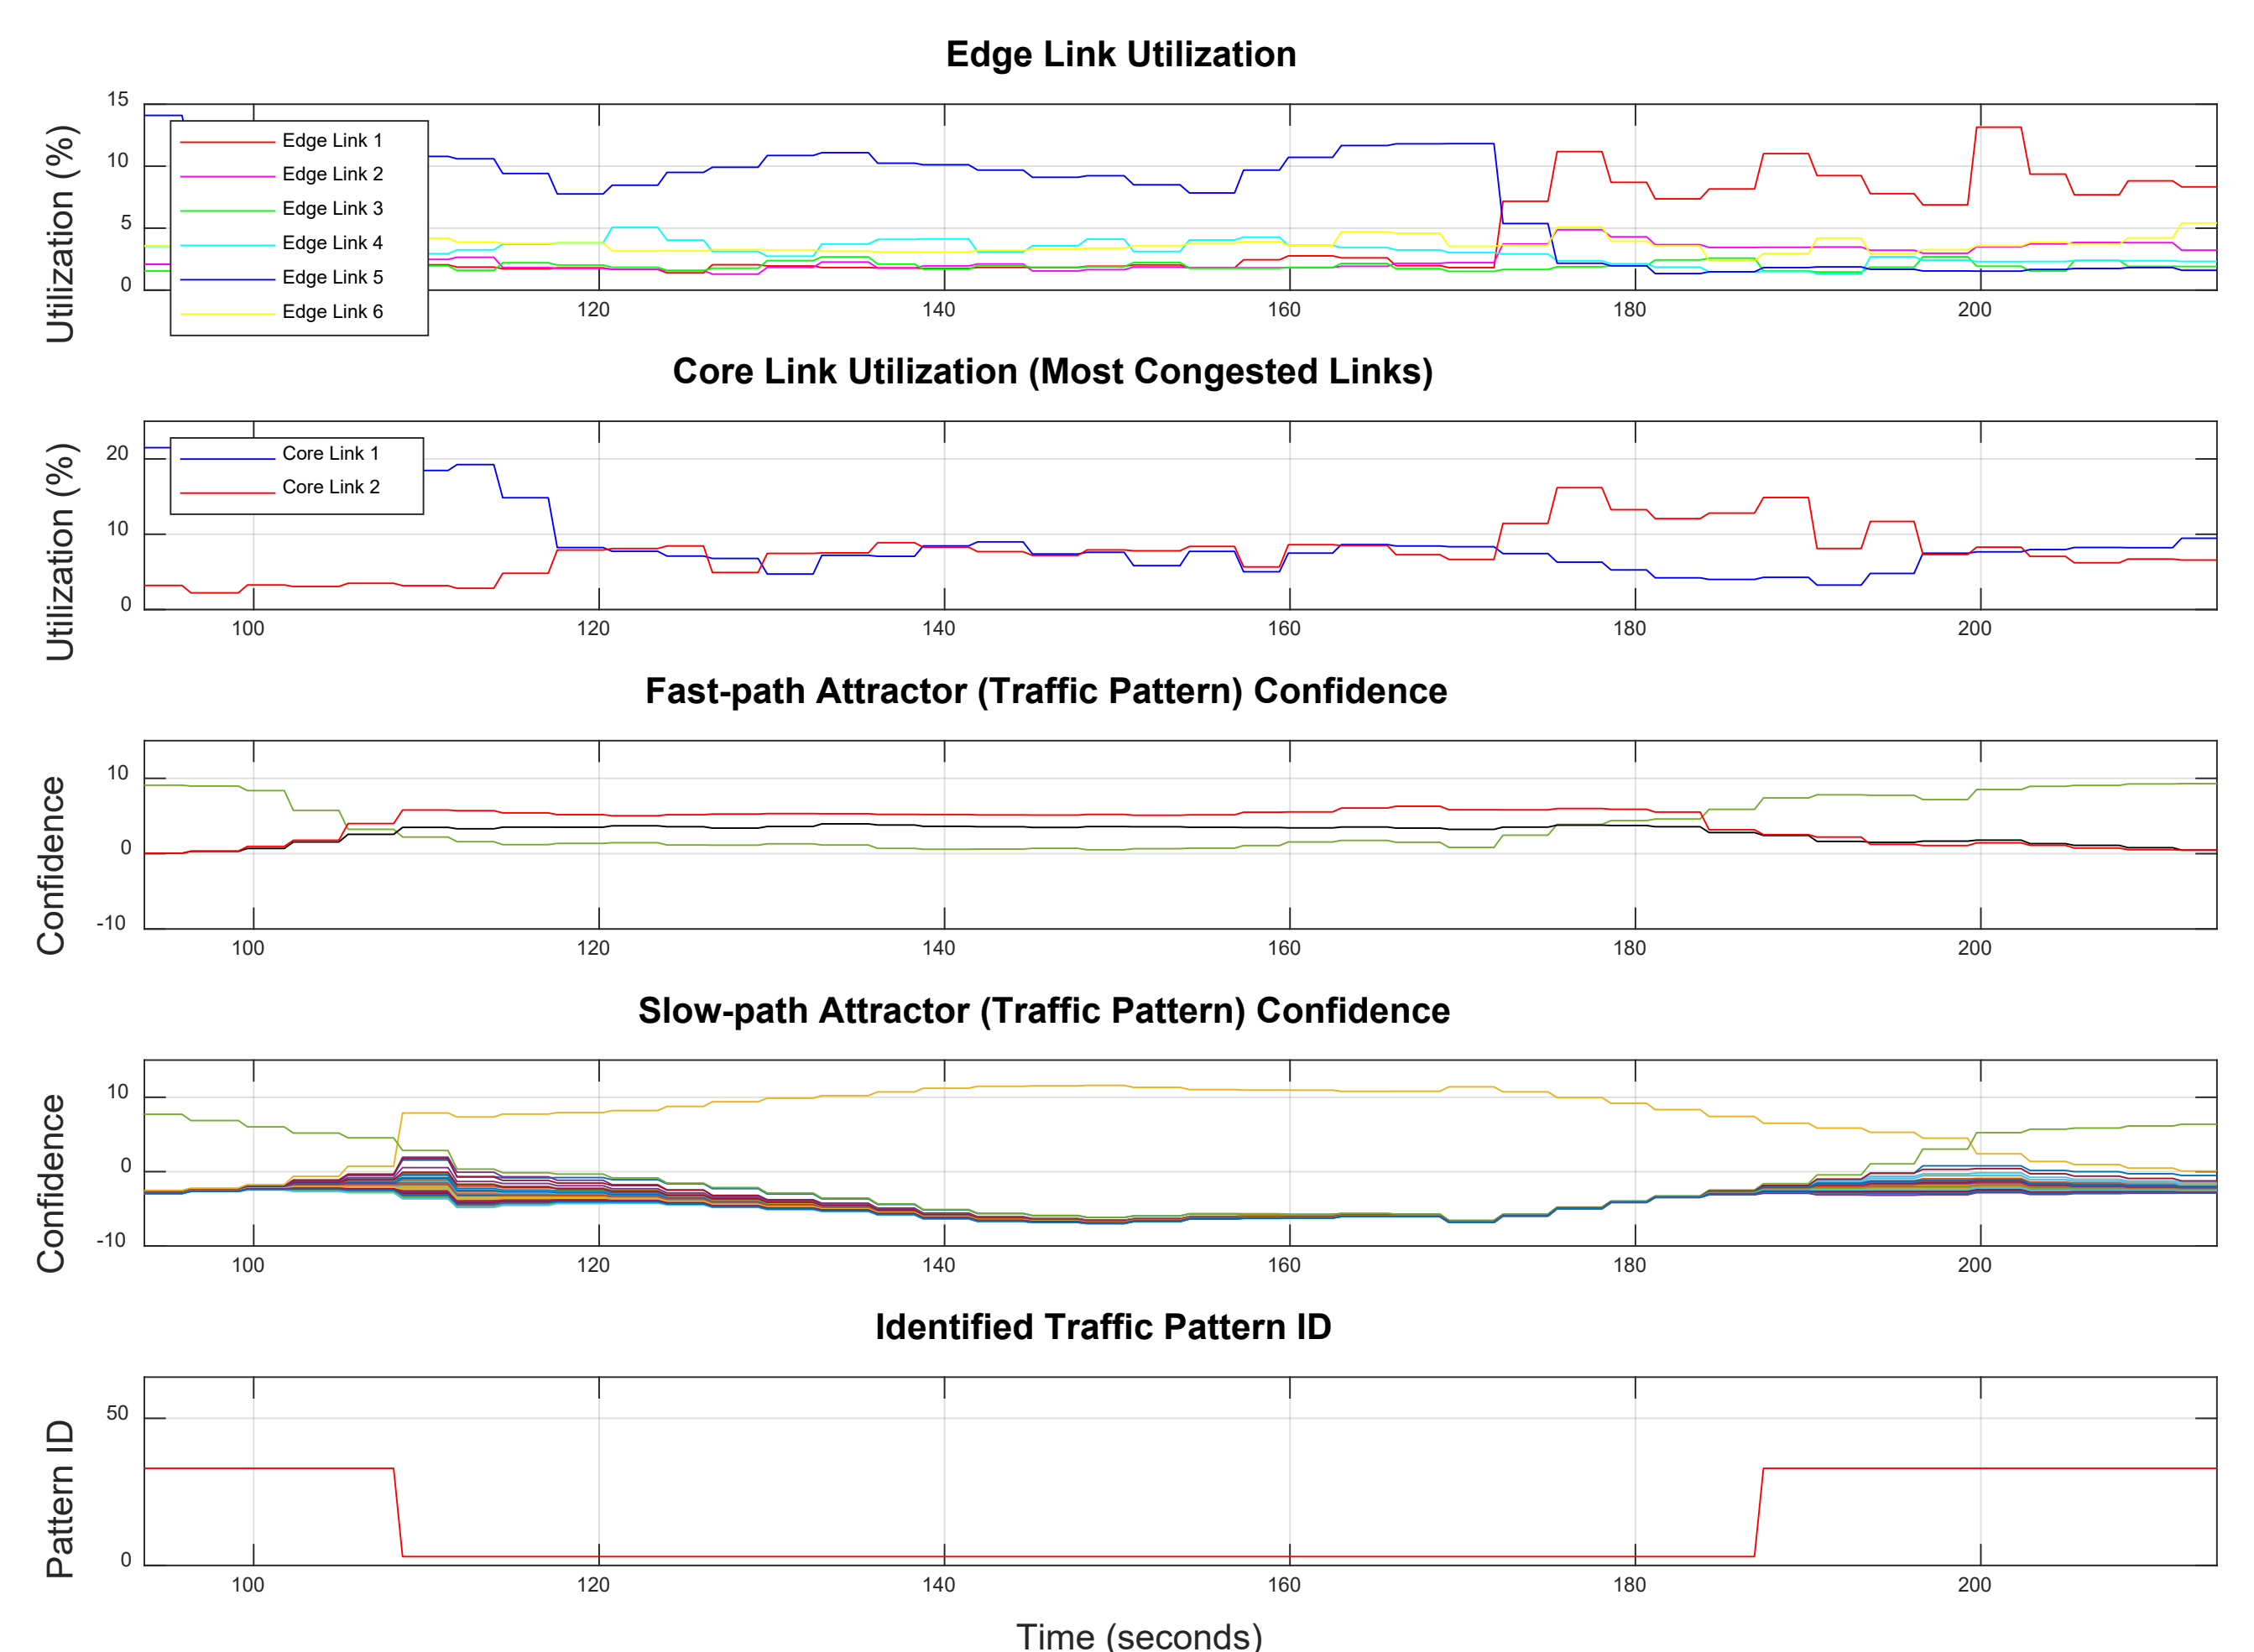 Edge Link Utilization
Utilization (%)
15
10
5
0
Edge Link 1
Edge Link 2
Edge Link 3
Edge Link 4
Edge Link 5
Edge Link 6
120
140
160
180
200
Core Link Utilization (Most Congested Links)
Utilization (%)
20
10
0
Core Link 1
Core Link 2
100
120
140
160
180
200
Fast-path Attractor (Traffic Pattern) Confidence
Confidence
10
0
-10
100
120
140
160
180
200
Slow-path Attractor (Traffic Pattern) Confidence
Confidence
10
0
-10
100
120
140
160
180
200
Identified Traffic Pattern ID
Pattern ID
50
0
100
120
140
160
180
200
Time (seconds)